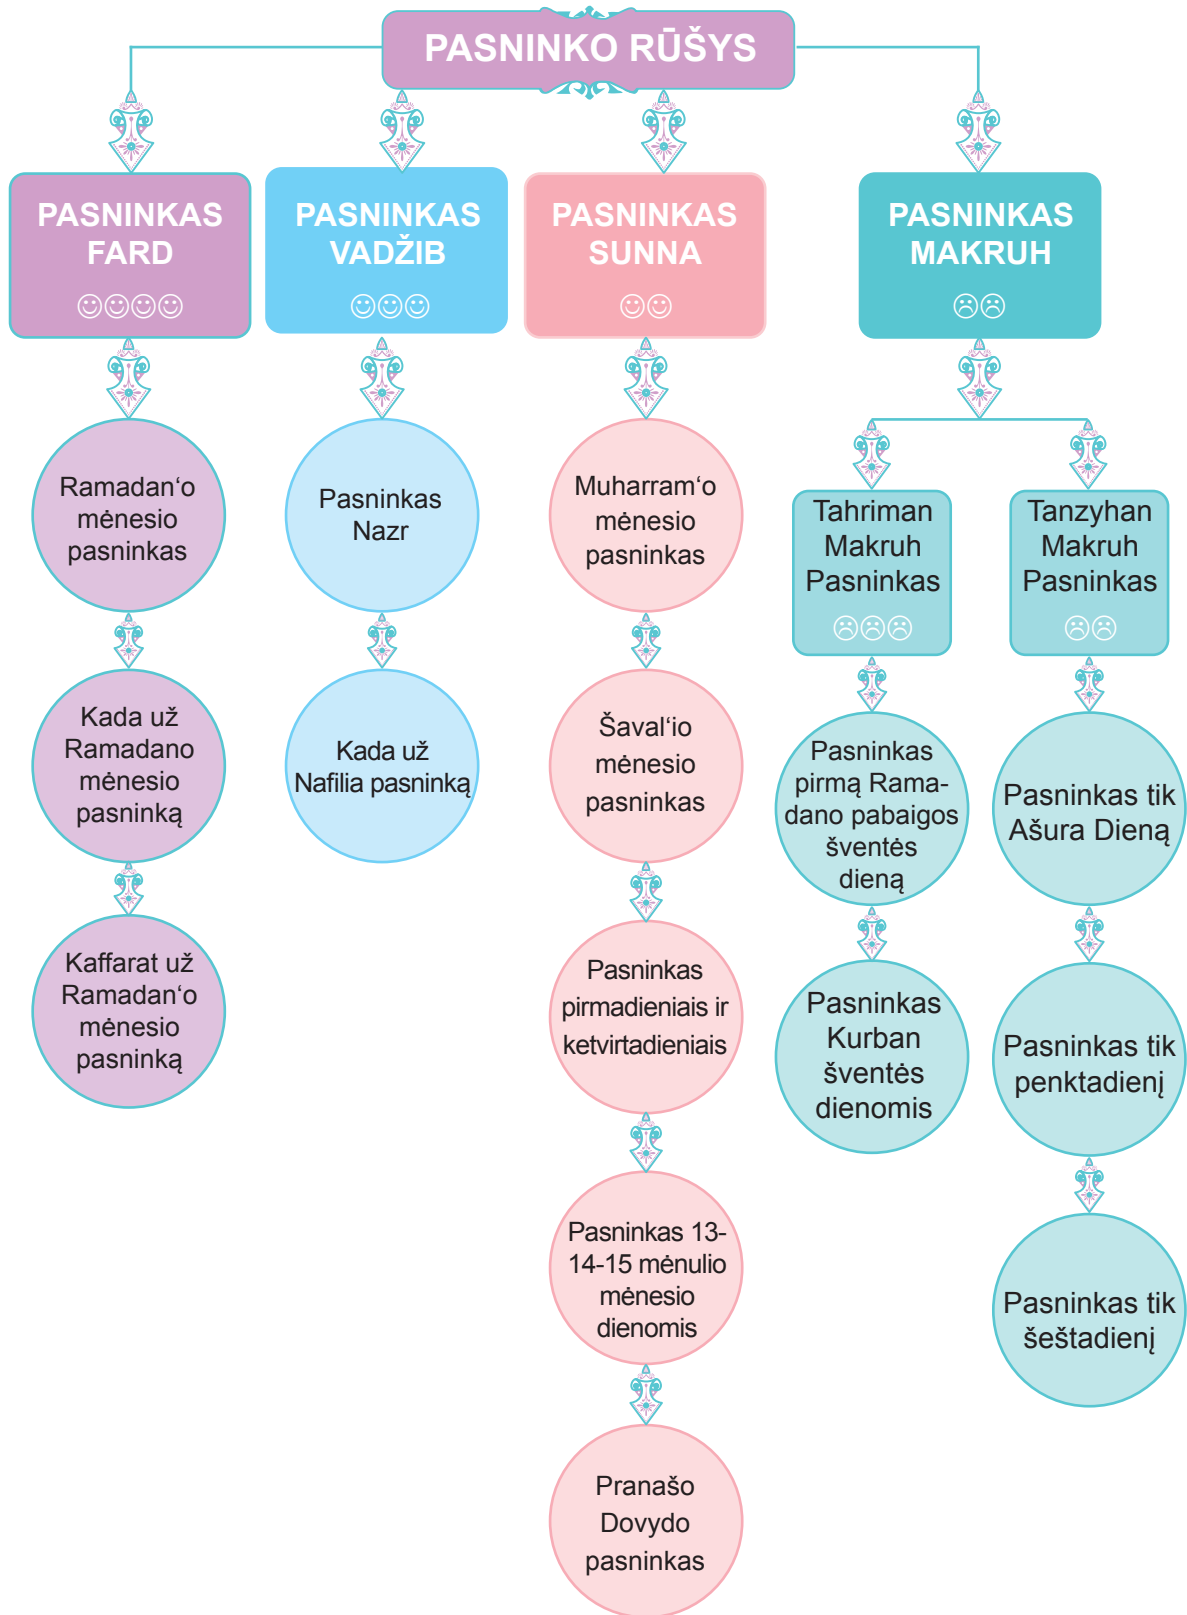 PASNINKO RŪŠYS
PASNINKAS
FARD
PASNINKAS
VADŽIB
PASNINKAS
SUNNA
PASNINKAS
MAKRUH
Ramadan‘o
mėnesio
pasninkas
Kada už
Ramadano
mėnesio
pasninką
Kaffarat už
Ramadan‘o
mėnesio
pasninką
Pasninkas
Nazr
Kada už
Nafilia pasninką
Muharram‘o
mėnesio
pasninkas
Šaval‘io
mėnesio
pasninkas
Pasninkas
pirmadieniais ir
ketvirtadieniais
Pasninkas 13-
14-15 mėnulio
mėnesio
dienomis
Pranašo
Dovydo
pasninkas
Tahriman
Makruh
Pasninkas
Pasninkas
pirmą Rama-
dano pabaigos
šventės
dieną
Pasninkas
Kurban
šventės
dienomis
Tanzyhan
Makruh
Pasninkas
Pasninkas tik
Ašura Dieną
Pasninkas tik
penktadienį
Pasninkas tik
šeštadienį